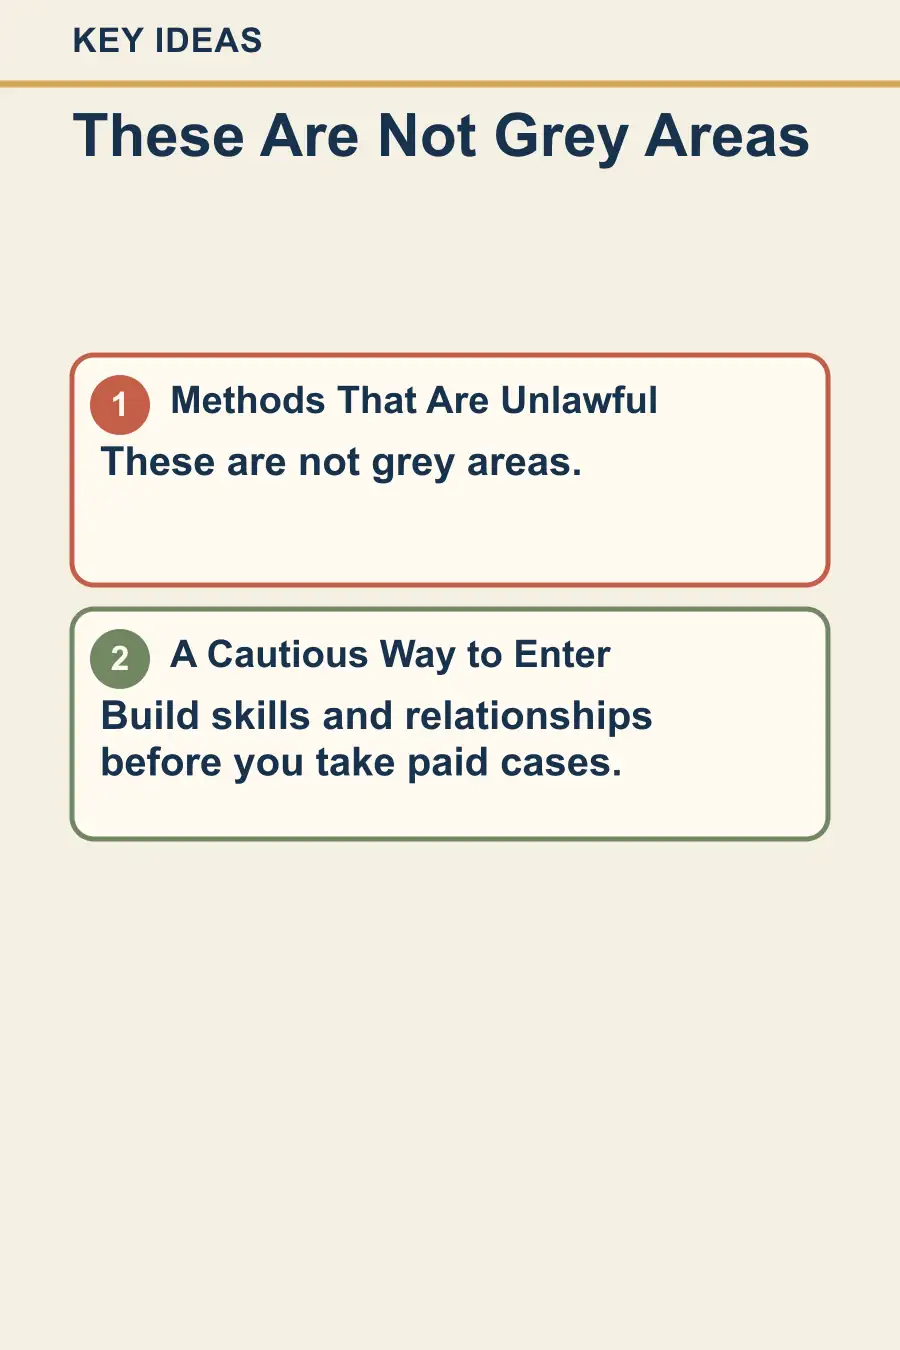 KEY IDEAS
These Are Not Grey Areas
1 Methods That Are Unlawful
These are not grey areas.
2 A Cautious Way to Enter
Build skills and relationships
before you take paid cases.